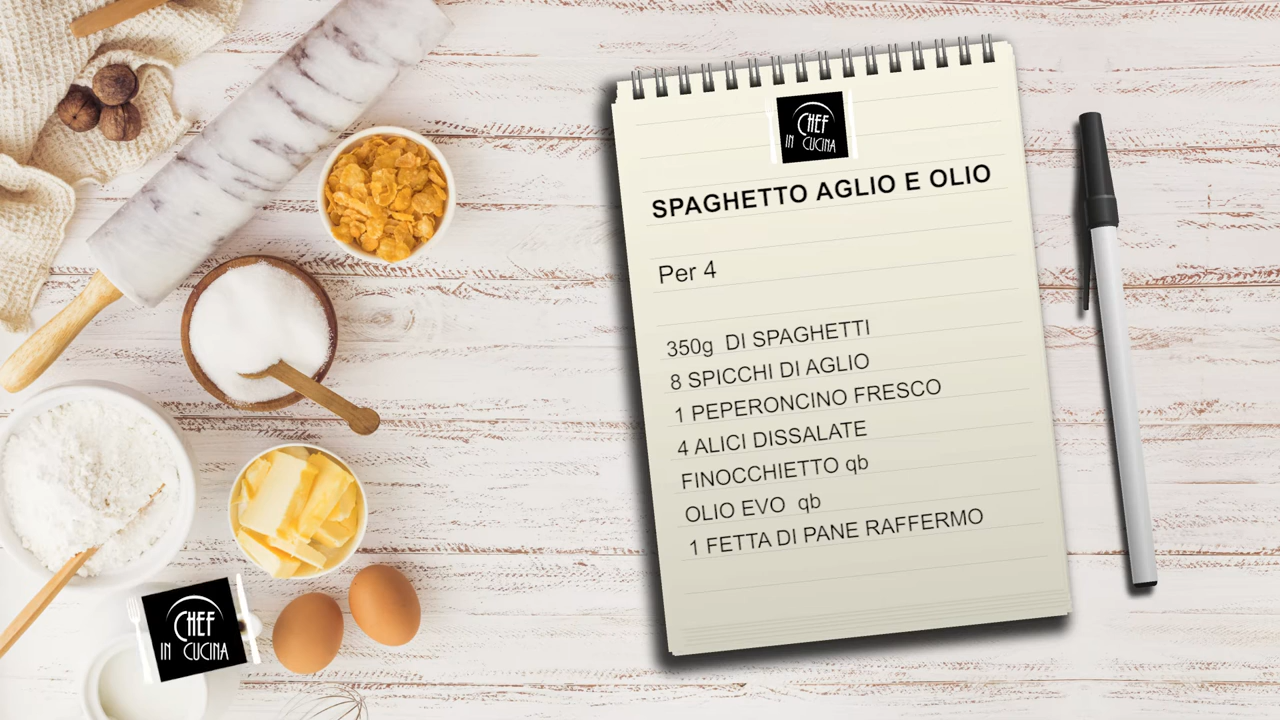 CHEF
IN CUCINA
SPAGHETTO AGLIO E OLIO
Per 4
350g DI SPAGHETTI
8 SPICCHI DI AGLIO
1 PEPERONCINO FRESCO
4 ALICI DISSALATE
FINOCCHIETTO qb
OLIO EVO qb
1 FETTA DI PANE RAFFERMO
CHEF
IN CUCINA